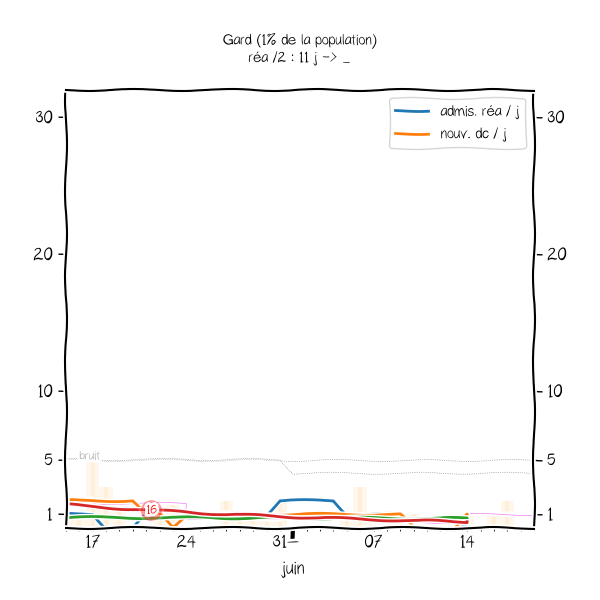 Gard (1% de la population)
réa /2 : 11 j -> _
admis. réa / j
nouv. dc / j
30 30
20 20
10 10
5 bruit 5
16
1 1
17 24 31 07 14
juin